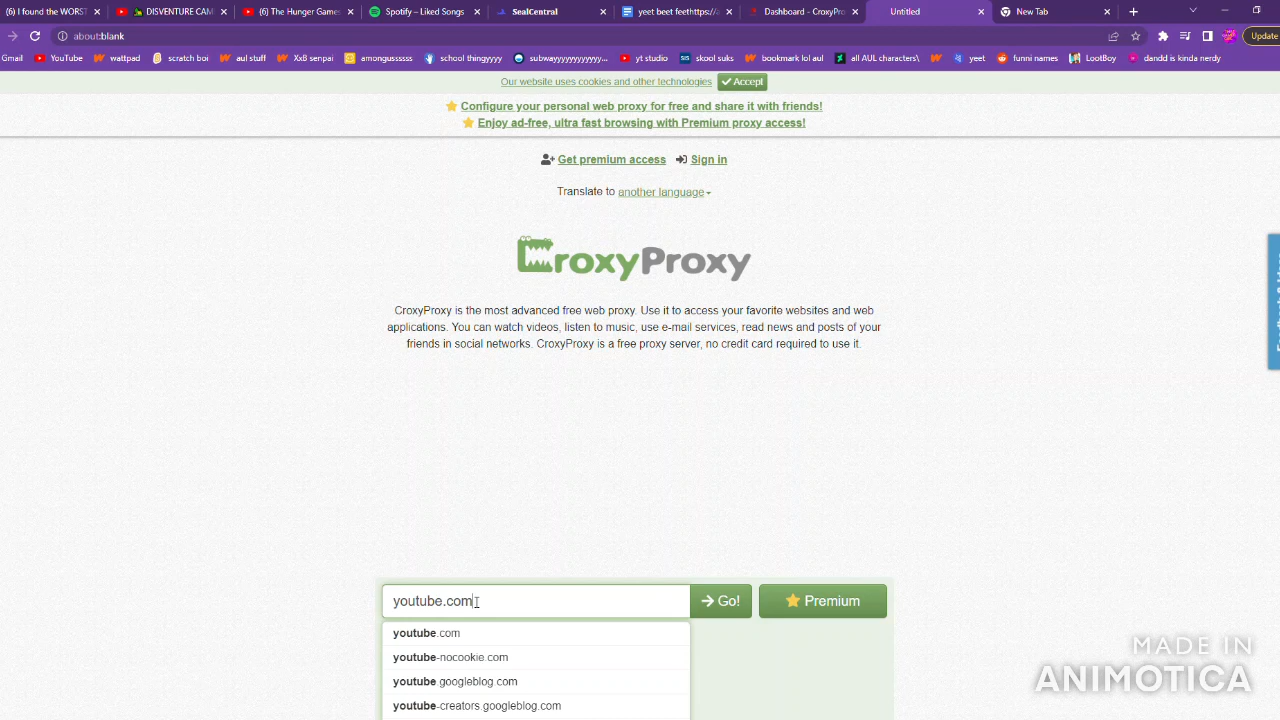 (6) I found the WORST
DISVENTURE CAM
(6) The Hunger Games
Spotify – Liked Songs
SealCentral
yeet beet feethttps://a
Dashboard - CroxyPro
Untitled
New Tab
about:blank
Update
Gmail
YouTube
wattpad
scratch boi
aul stuff
XxB senpai
amongusssss
school thingyyyy
subwayyyyyyyyyy...
yt studio
skool suks
bookmark lol aul
all AUL characters\
yeet
funni names
LootBoy
dandd is kinda nerdy
Our website uses cookies and other technologies
Accept
Configure your personal web proxy for free and share it with friends!
Enjoy ad-free, ultra fast browsing with Premium proxy access!
Get premium access
Sign in
Translate to another language
CroxyProxy
CroxyProxy is the most advanced free web proxy. Use it to access your favorite websites and web
applications. You can watch videos, listen to music, use e-mail services, read news and posts of your
friends in social networks. CroxyProxy is a free proxy server, no credit card required to use it.
youtube.com
Go!
Premium
youtube.com
youtube-nocookie.com
youtube.googleblog.com
youtube-creators.googleblog.com
MADE IN
ANIMOTICA